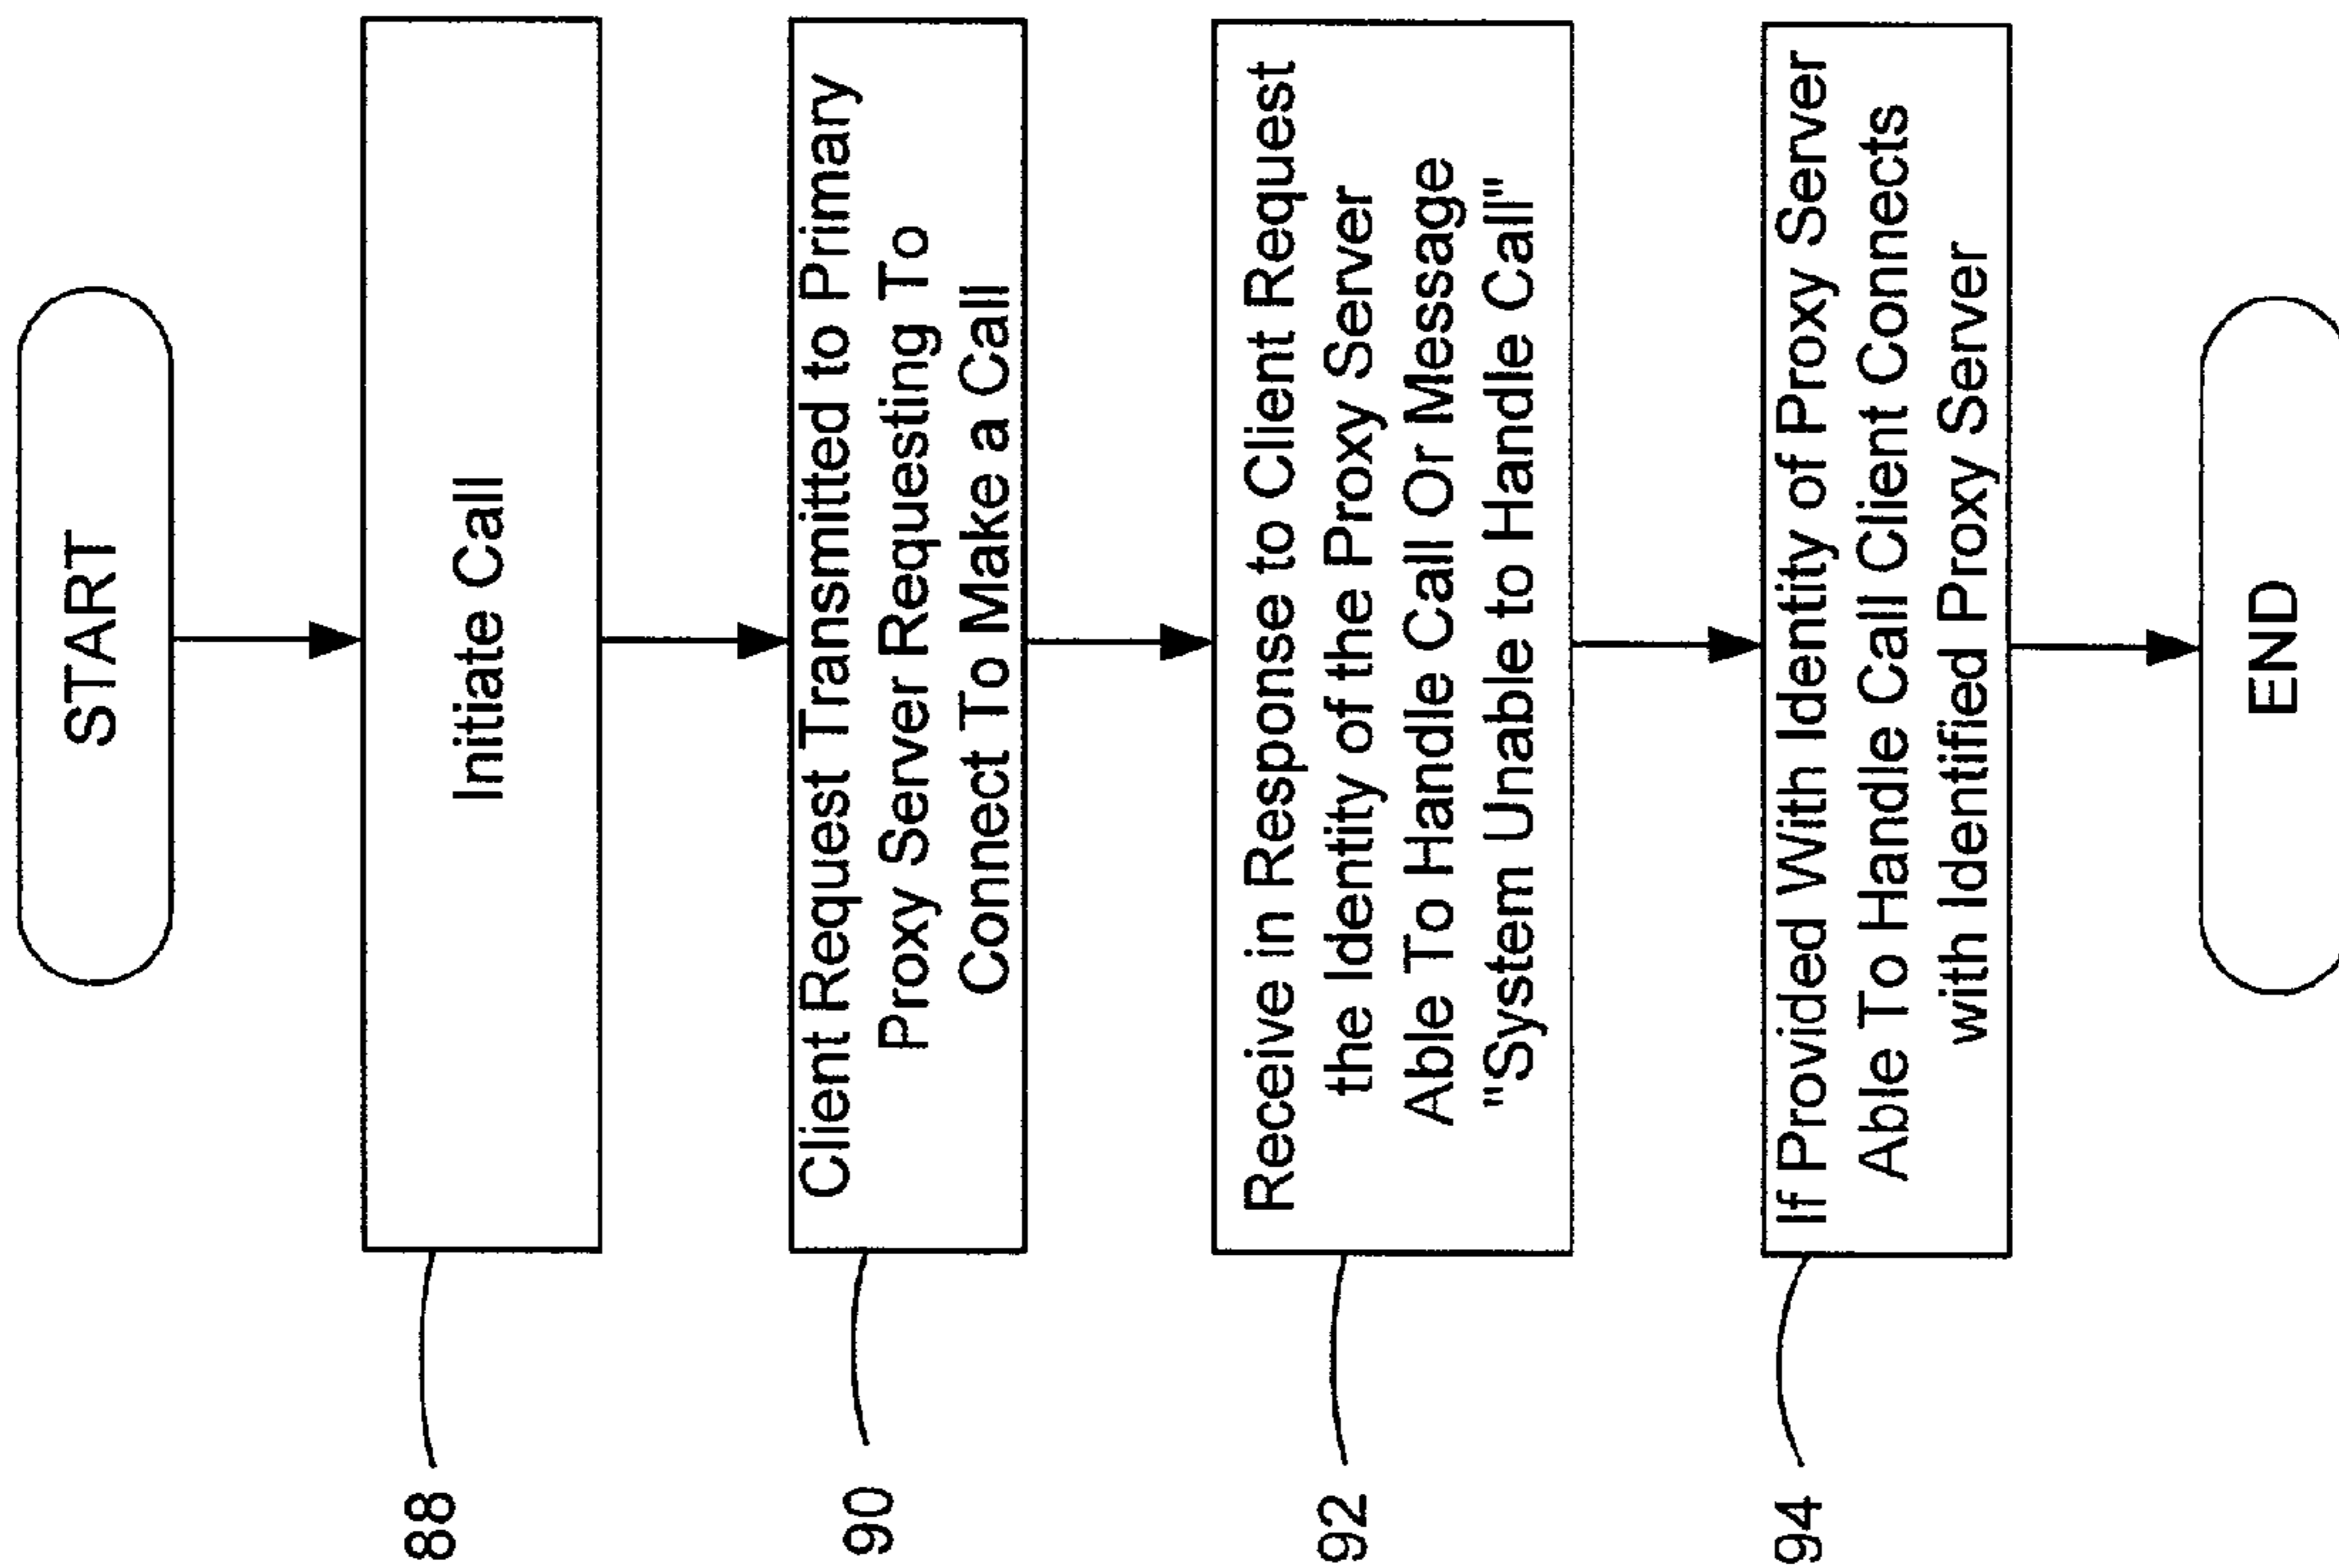 START
88
Initiate Call
90
Client Request Transmitted to Primary
Proxy Server Requesting To
Connect To Make a Call
92
Receive in Response to Client Request
the Identity of the Proxy Server
Able To Handle Call Or Message
"System Unable to Handle Call"
94
If Provided With Identity of Proxy Server
Able To Handle Call Client Connects
with Identified Proxy Server
END